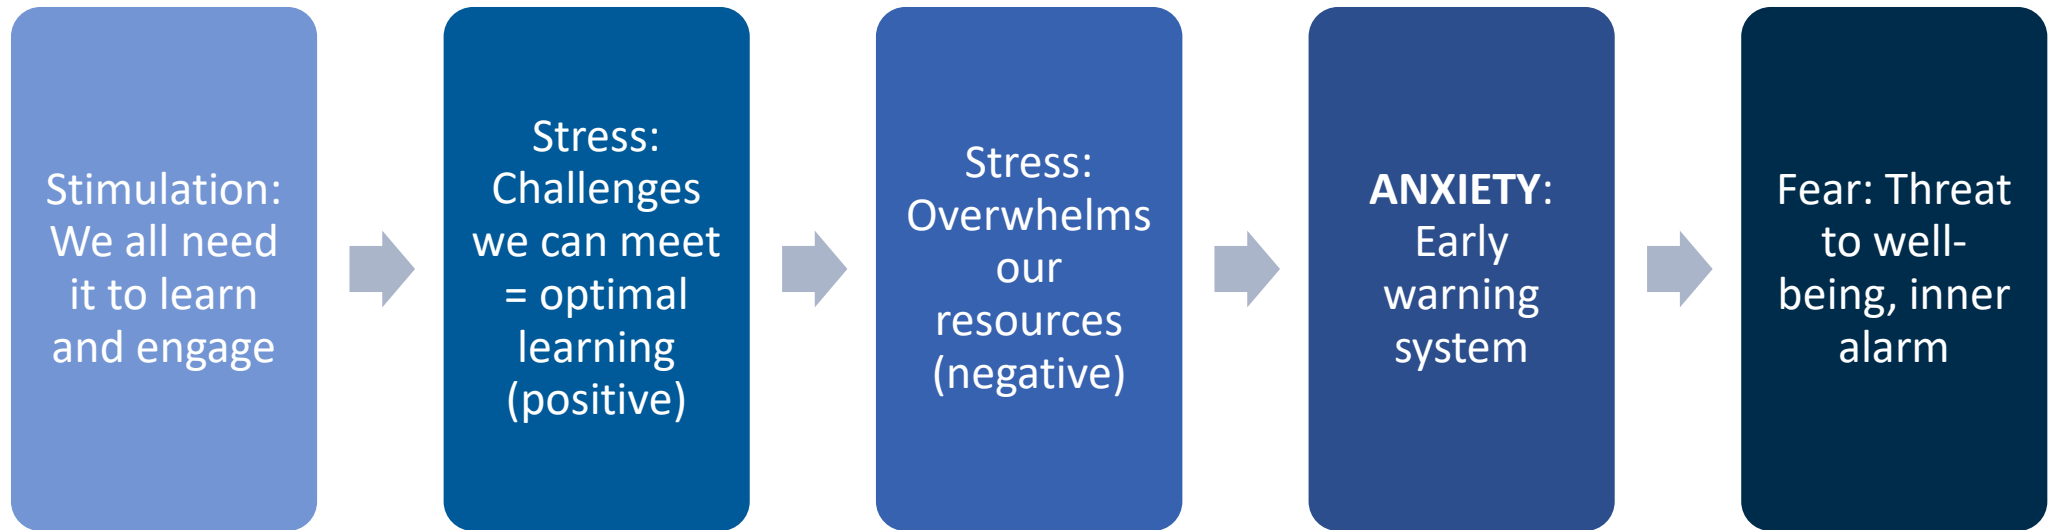 Stimulation:
We all need
it to learn
and engage
Stress:
Challenges
we can meet
= optimal
learning
(positive)
Stress:
Overwhelms
our
resources
(negative)
ANXIETY:
Early
warning
system
Fear: Threat
to well-
being, inner
alarm